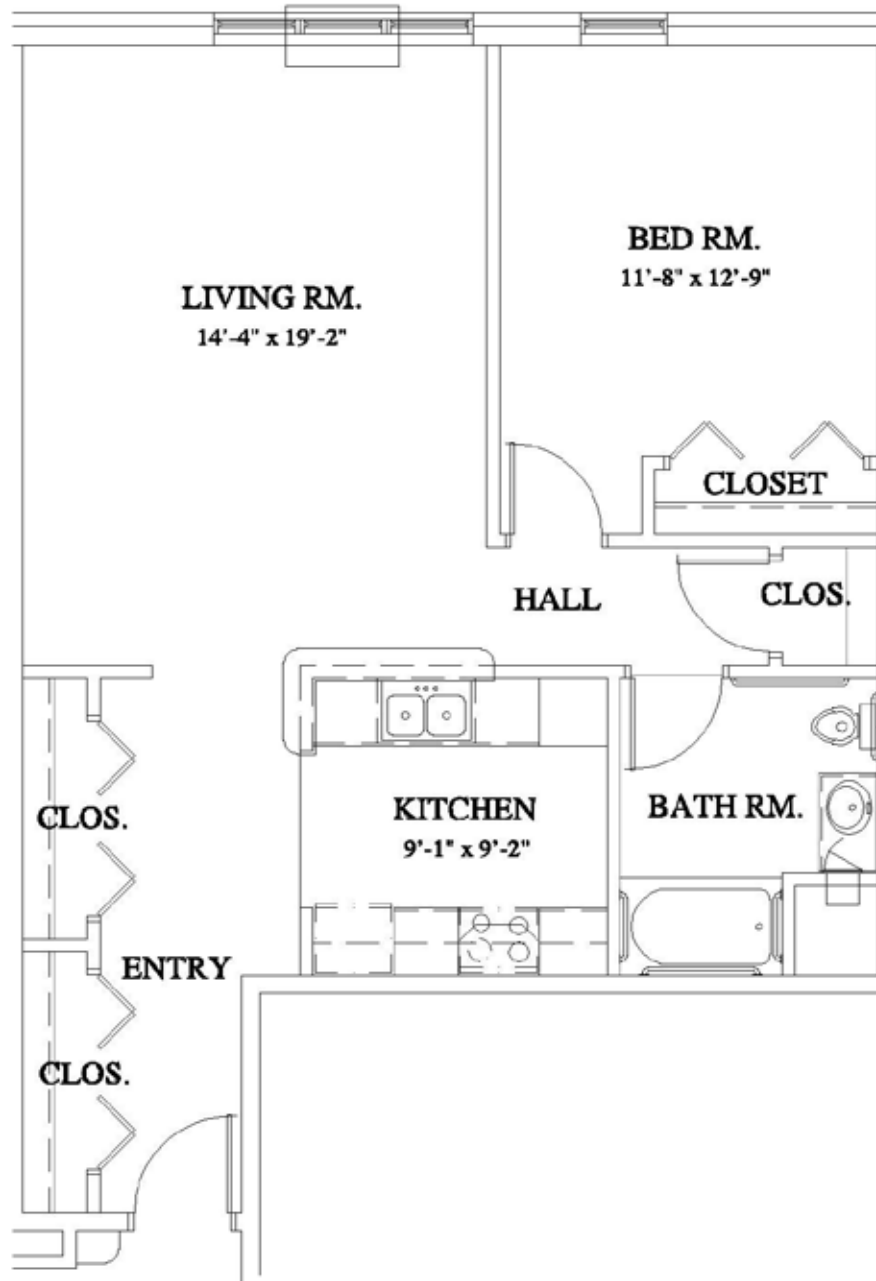 BED RM.
11'-8" x 12'-9"
LIVING RM.
14'-4" x 19'-2"
CLOSET
HALL
CLOS.
KITCHEN
9'-1" x 9'-2"
BATH RM.
CLOS.
ENTRY
CLOS.